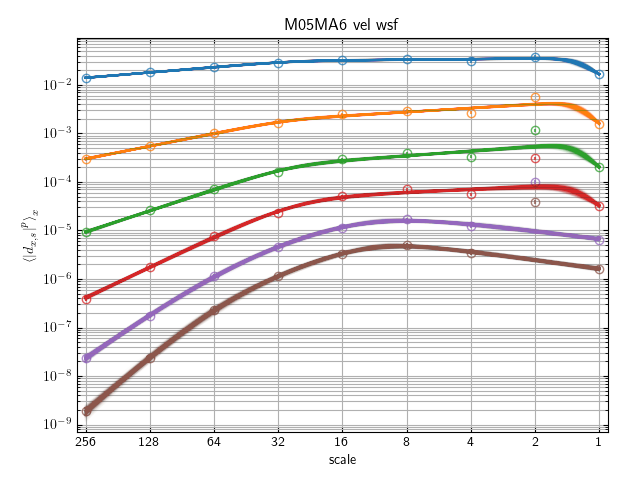 M05MA6 vel wsf
⟨|d_{x,s}|^p⟩_x
10^{-2}
10^{-3}
10^{-4}
10^{-5}
10^{-6}
10^{-7}
10^{-8}
10^{-9}
256 128 64 32 16 8 4 2 1
scale